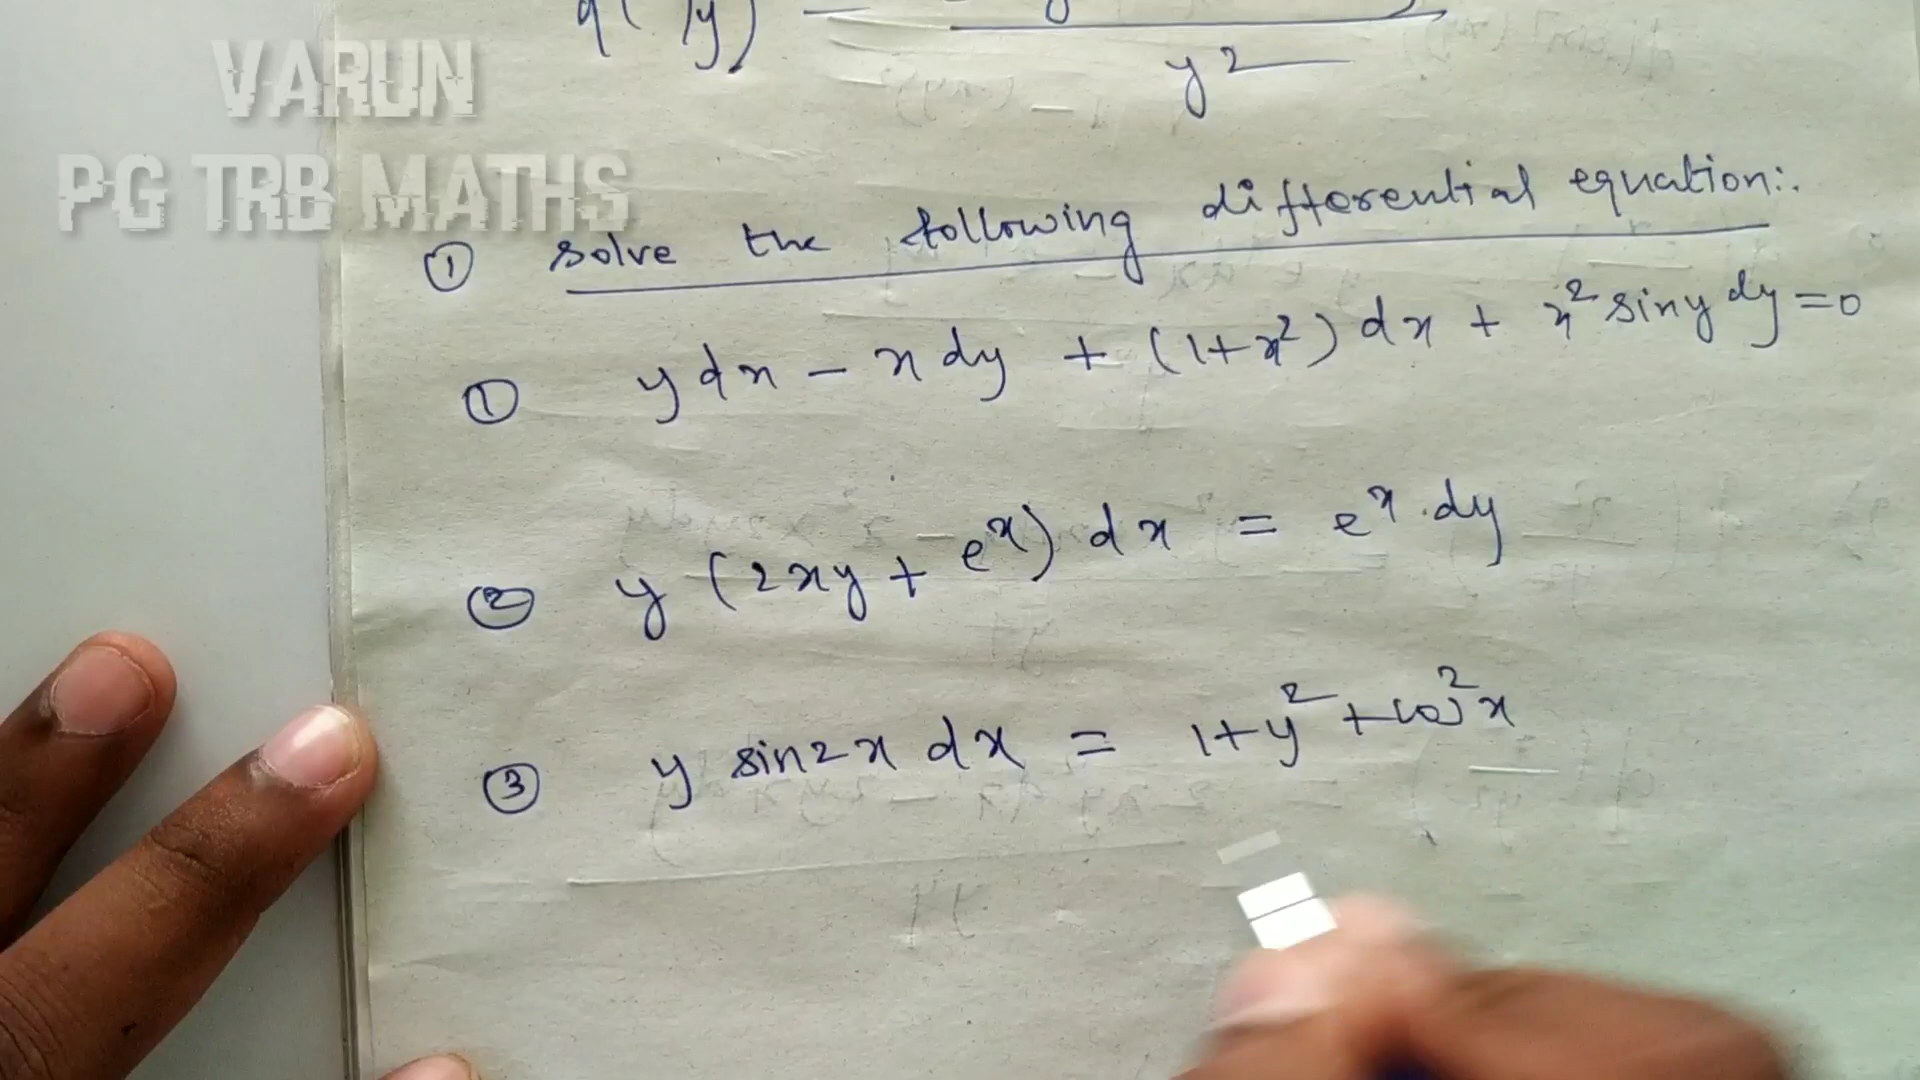 VARUN
PG TRB MATHS
y²
① solve the following differential equation:.
① y dx − x dy + (1+x²) dx + x² siny dy = 0
② y (2xy + eˣ) dx = eˣ.dy
③ y sin2x dx = 1+y²+cos²x